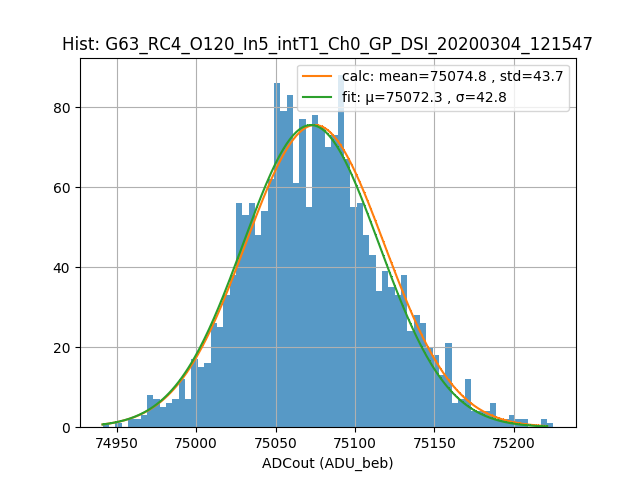 Hist: G63_RC4_O120_In5_intT1_Ch0_GP_DSI_20200304_121547
calc: mean=75074.8 , std=43.7
fit: μ=75072.3 , σ=42.8
80
60
40
20
0
74950 75000 75050 75100 75150 75200
ADCout (ADU_beb)